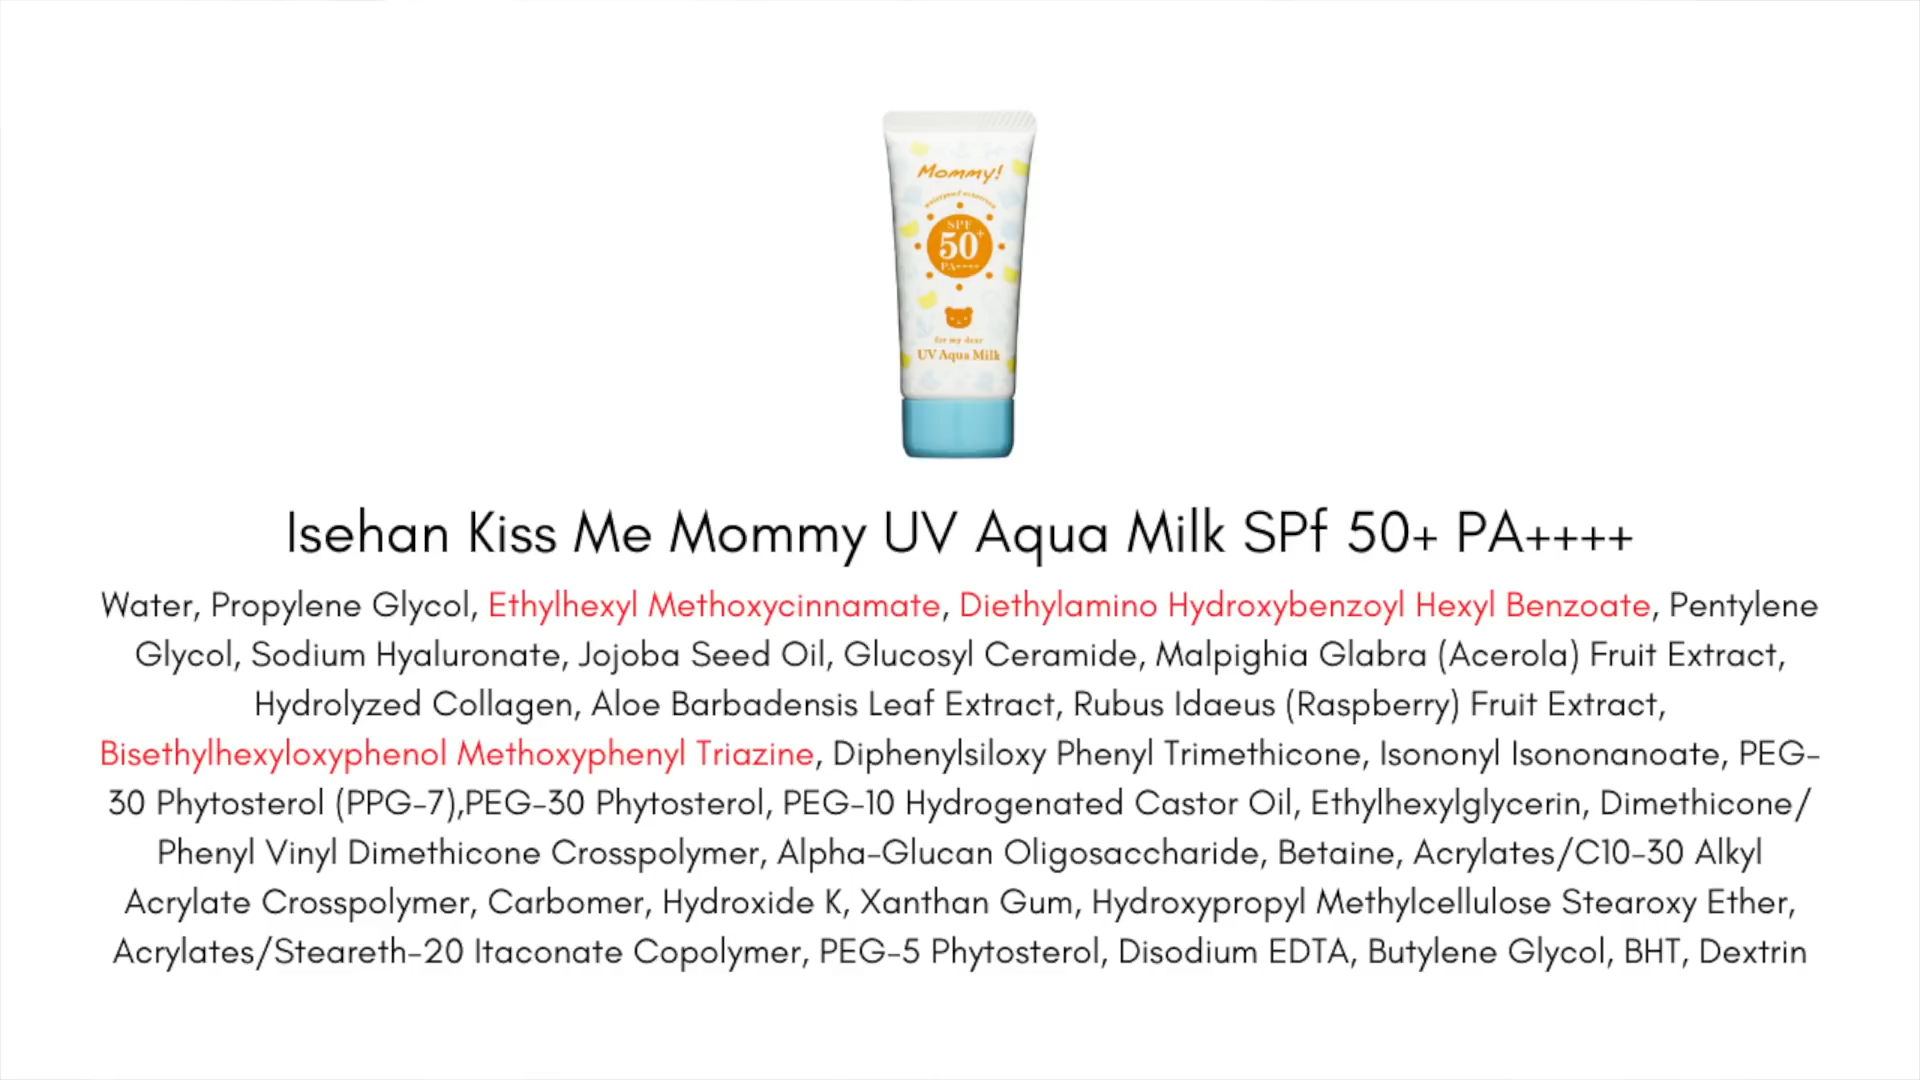 Mommy!
waterproof sunscreen
SPF
50+
PA++++
for my dear
UV Aqua Milk
Isehan Kiss Me Mommy UV Aqua Milk SPf 50+ PA++++
Water, Propylene Glycol, Ethylhexyl Methoxycinnamate, Diethylamino Hydroxybenzoyl Hexyl Benzoate, Pentylene
Glycol, Sodium Hyaluronate, Jojoba Seed Oil, Glucosyl Ceramide, Malpighia Glabra (Acerola) Fruit Extract,
Hydrolyzed Collagen, Aloe Barbadensis Leaf Extract, Rubus Idaeus (Raspberry) Fruit Extract,
Bisethylhexyloxyphenol Methoxyphenyl Triazine, Diphenylsiloxy Phenyl Trimethicone, Isononyl Isononanoate, PEG-
30 Phytosterol (PPG-7),PEG-30 Phytosterol, PEG-10 Hydrogenated Castor Oil, Ethylhexylglycerin, Dimethicone/
Phenyl Vinyl Dimethicone Crosspolymer, Alpha-Glucan Oligosaccharide, Betaine, Acrylates/C10-30 Alkyl
Acrylate Crosspolymer, Carbomer, Hydroxide K, Xanthan Gum, Hydroxypropyl Methylcellulose Stearoxy Ether,
Acrylates/Steareth-20 Itaconate Copolymer, PEG-5 Phytosterol, Disodium EDTA, Butylene Glycol, BHT, Dextrin